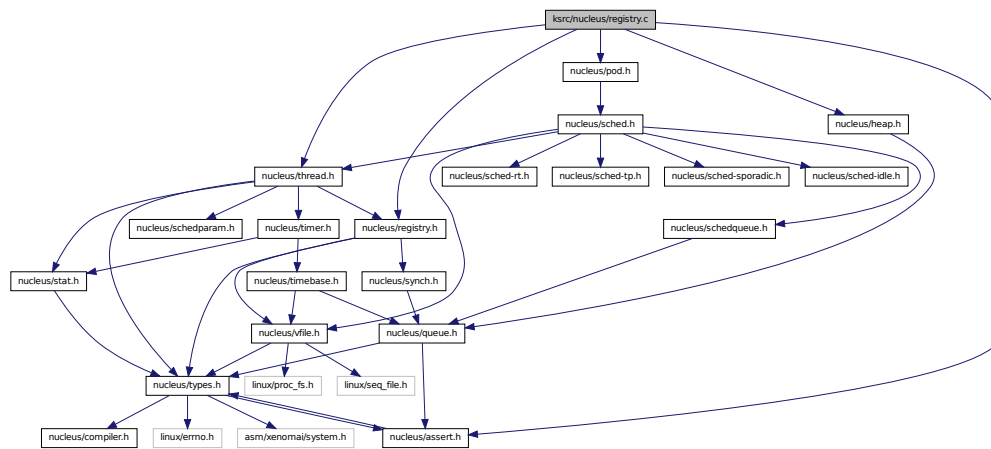 ksrc/nucleus/registry.c
nucleus/pod.h
nucleus/sched.h
nucleus/heap.h
nucleus/thread.h
nucleus/sched-rt.h
nucleus/sched-tp.h
nucleus/sched-sporadic.h
nucleus/sched-idle.h
nucleus/schedparam.h
nucleus/timer.h
nucleus/registry.h
nucleus/schedqueue.h
nucleus/stat.h
nucleus/timebase.h
nucleus/synch.h
nucleus/vfile.h
nucleus/queue.h
nucleus/types.h
linux/proc_fs.h
linux/seq_file.h
nucleus/compiler.h
linux/errno.h
asm/xenomai/system.h
nucleus/assert.h